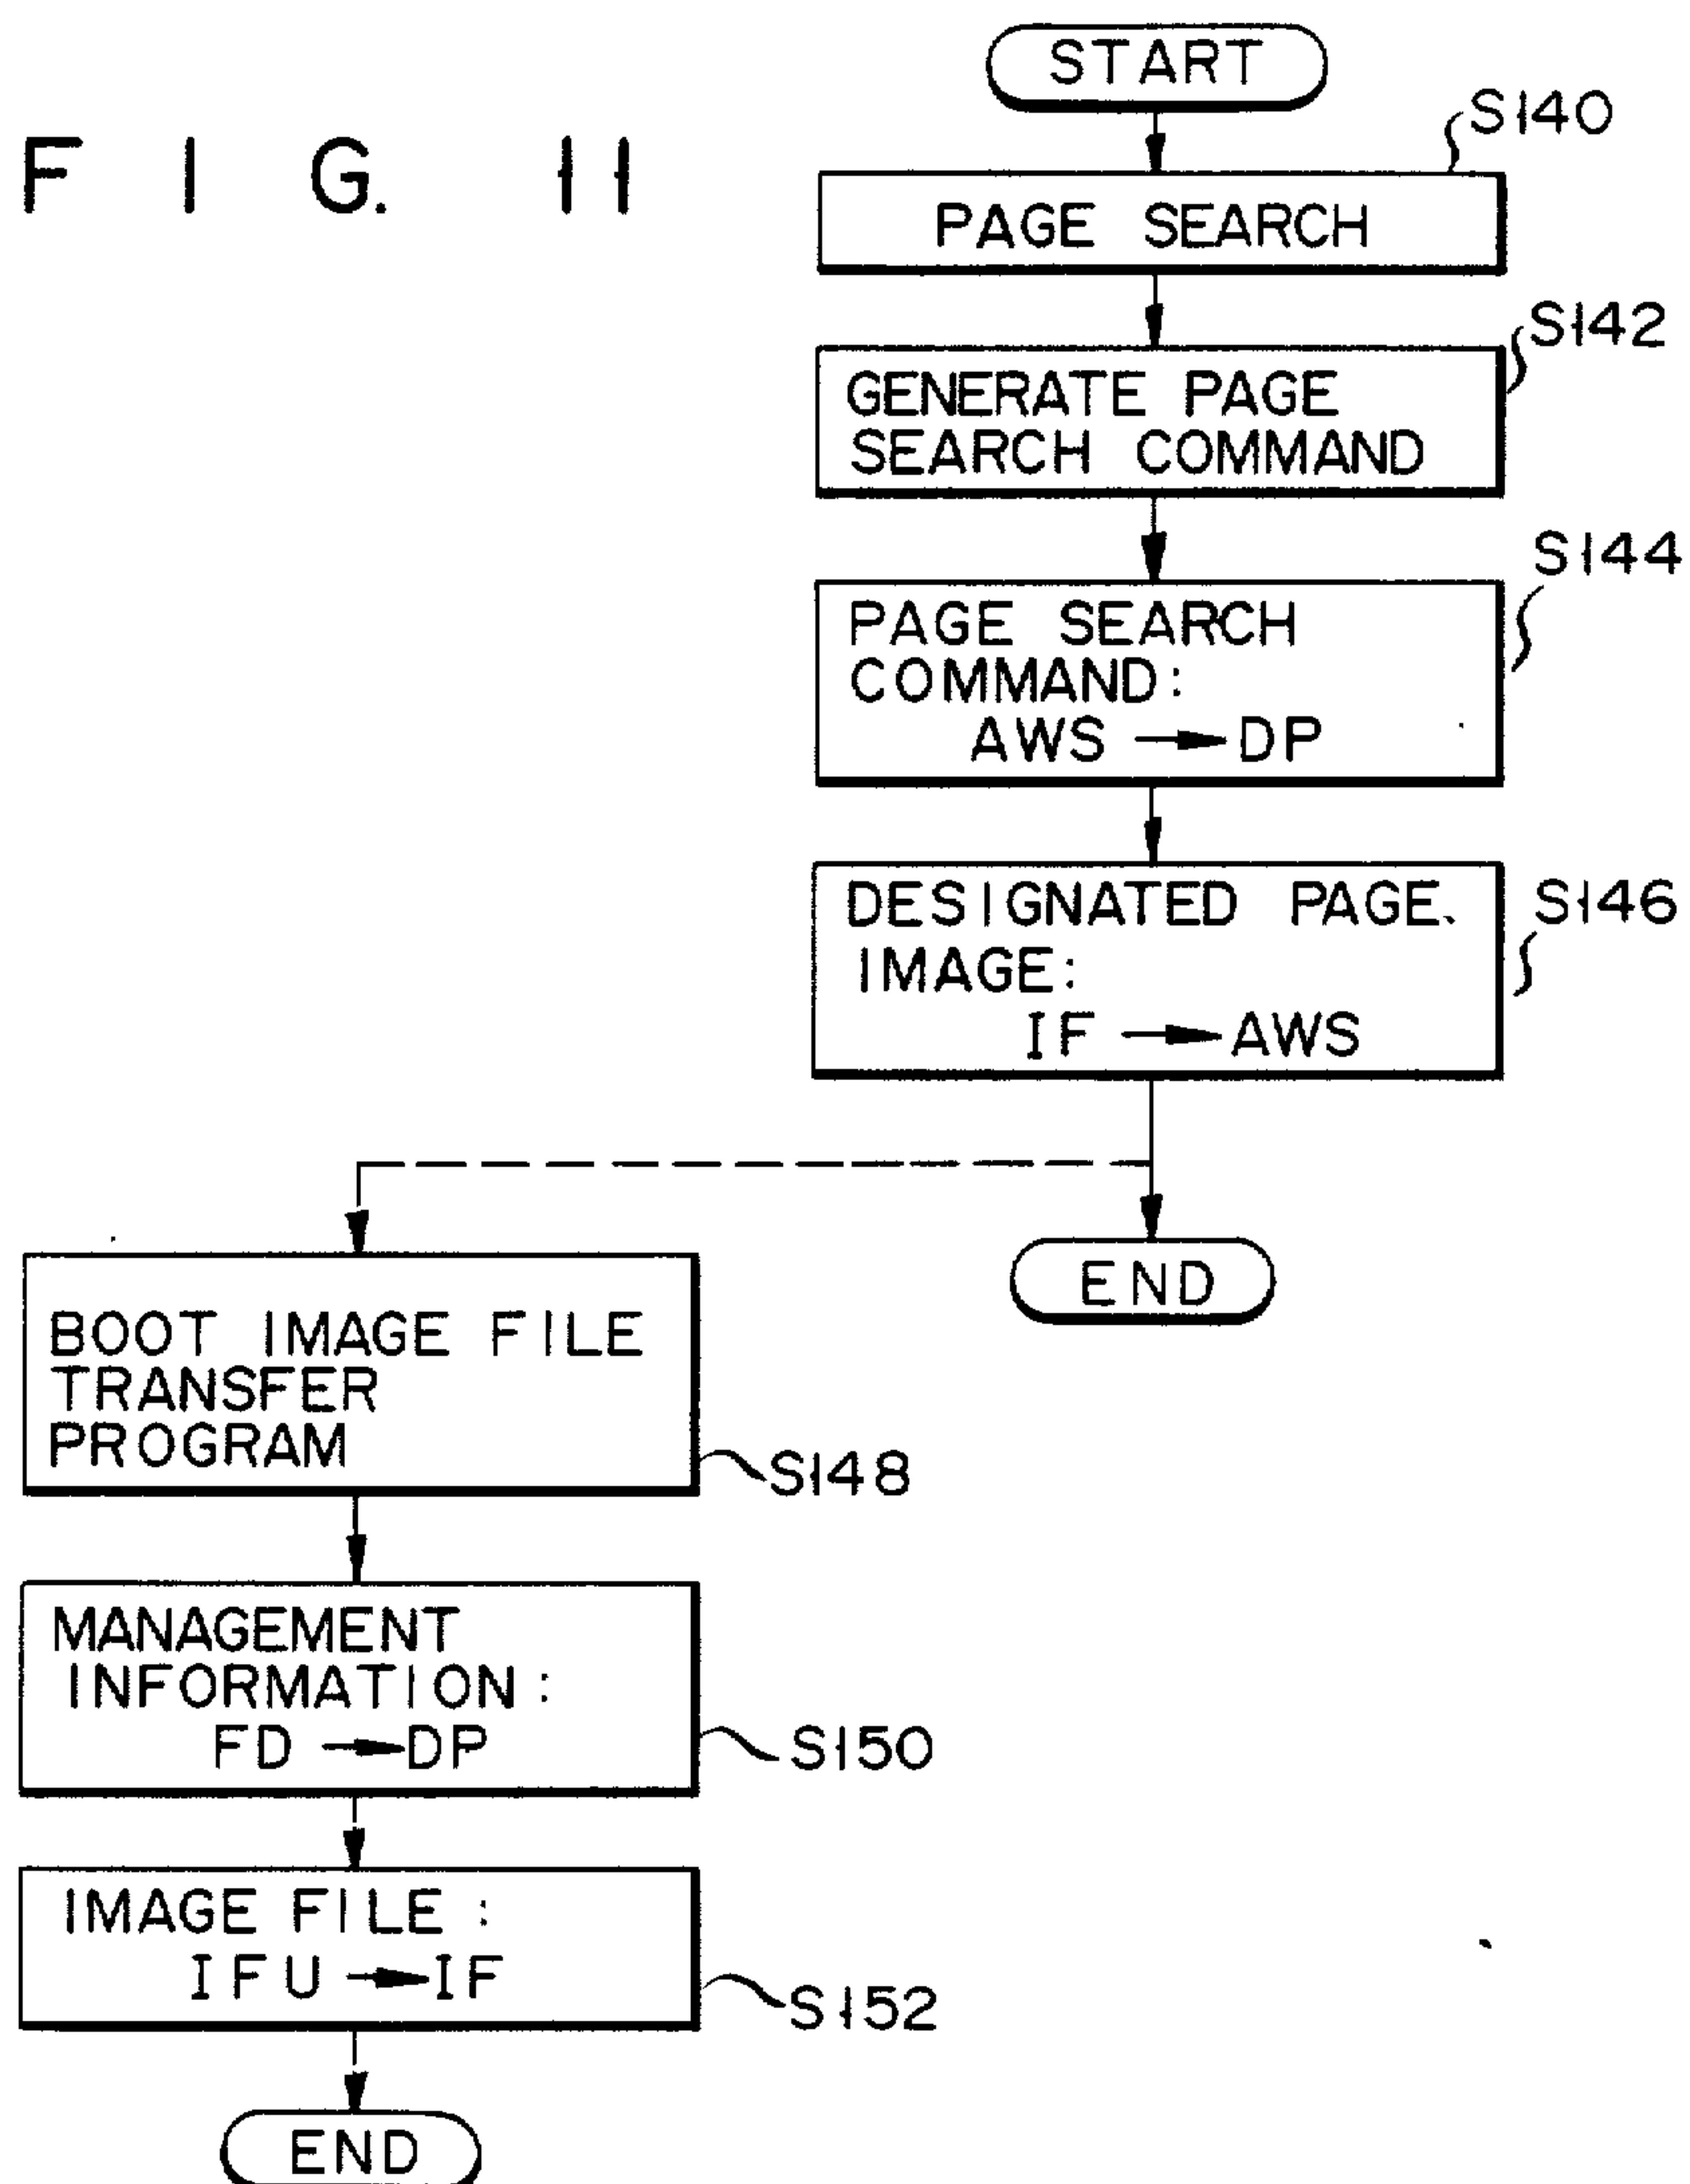 F I G. 11
START
S140
PAGE SEARCH
S142
GENERATE PAGE
SEARCH COMMAND
S144
PAGE SEARCH
COMMAND:
AWS → DP
S146
DESIGNATED PAGE
IMAGE:
IF → AWS
END
BOOT IMAGE FILE
TRANSFER
PROGRAM
S148
MANAGEMENT
INFORMATION:
FD → DP
S150
IMAGE FILE:
IFU → IF
S152
END